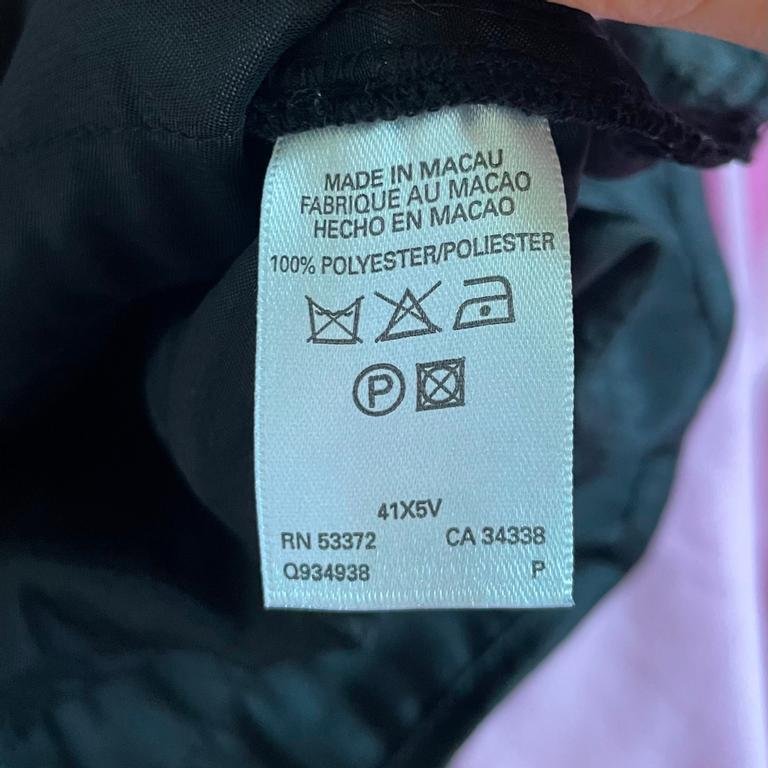 MADE IN MACAU
FABRIQUE AU MACAO
HECHO EN MACAO
100% POLYESTER/POLIESTER
P
41X5V
RN 53372 CA 34338
Q934938 P